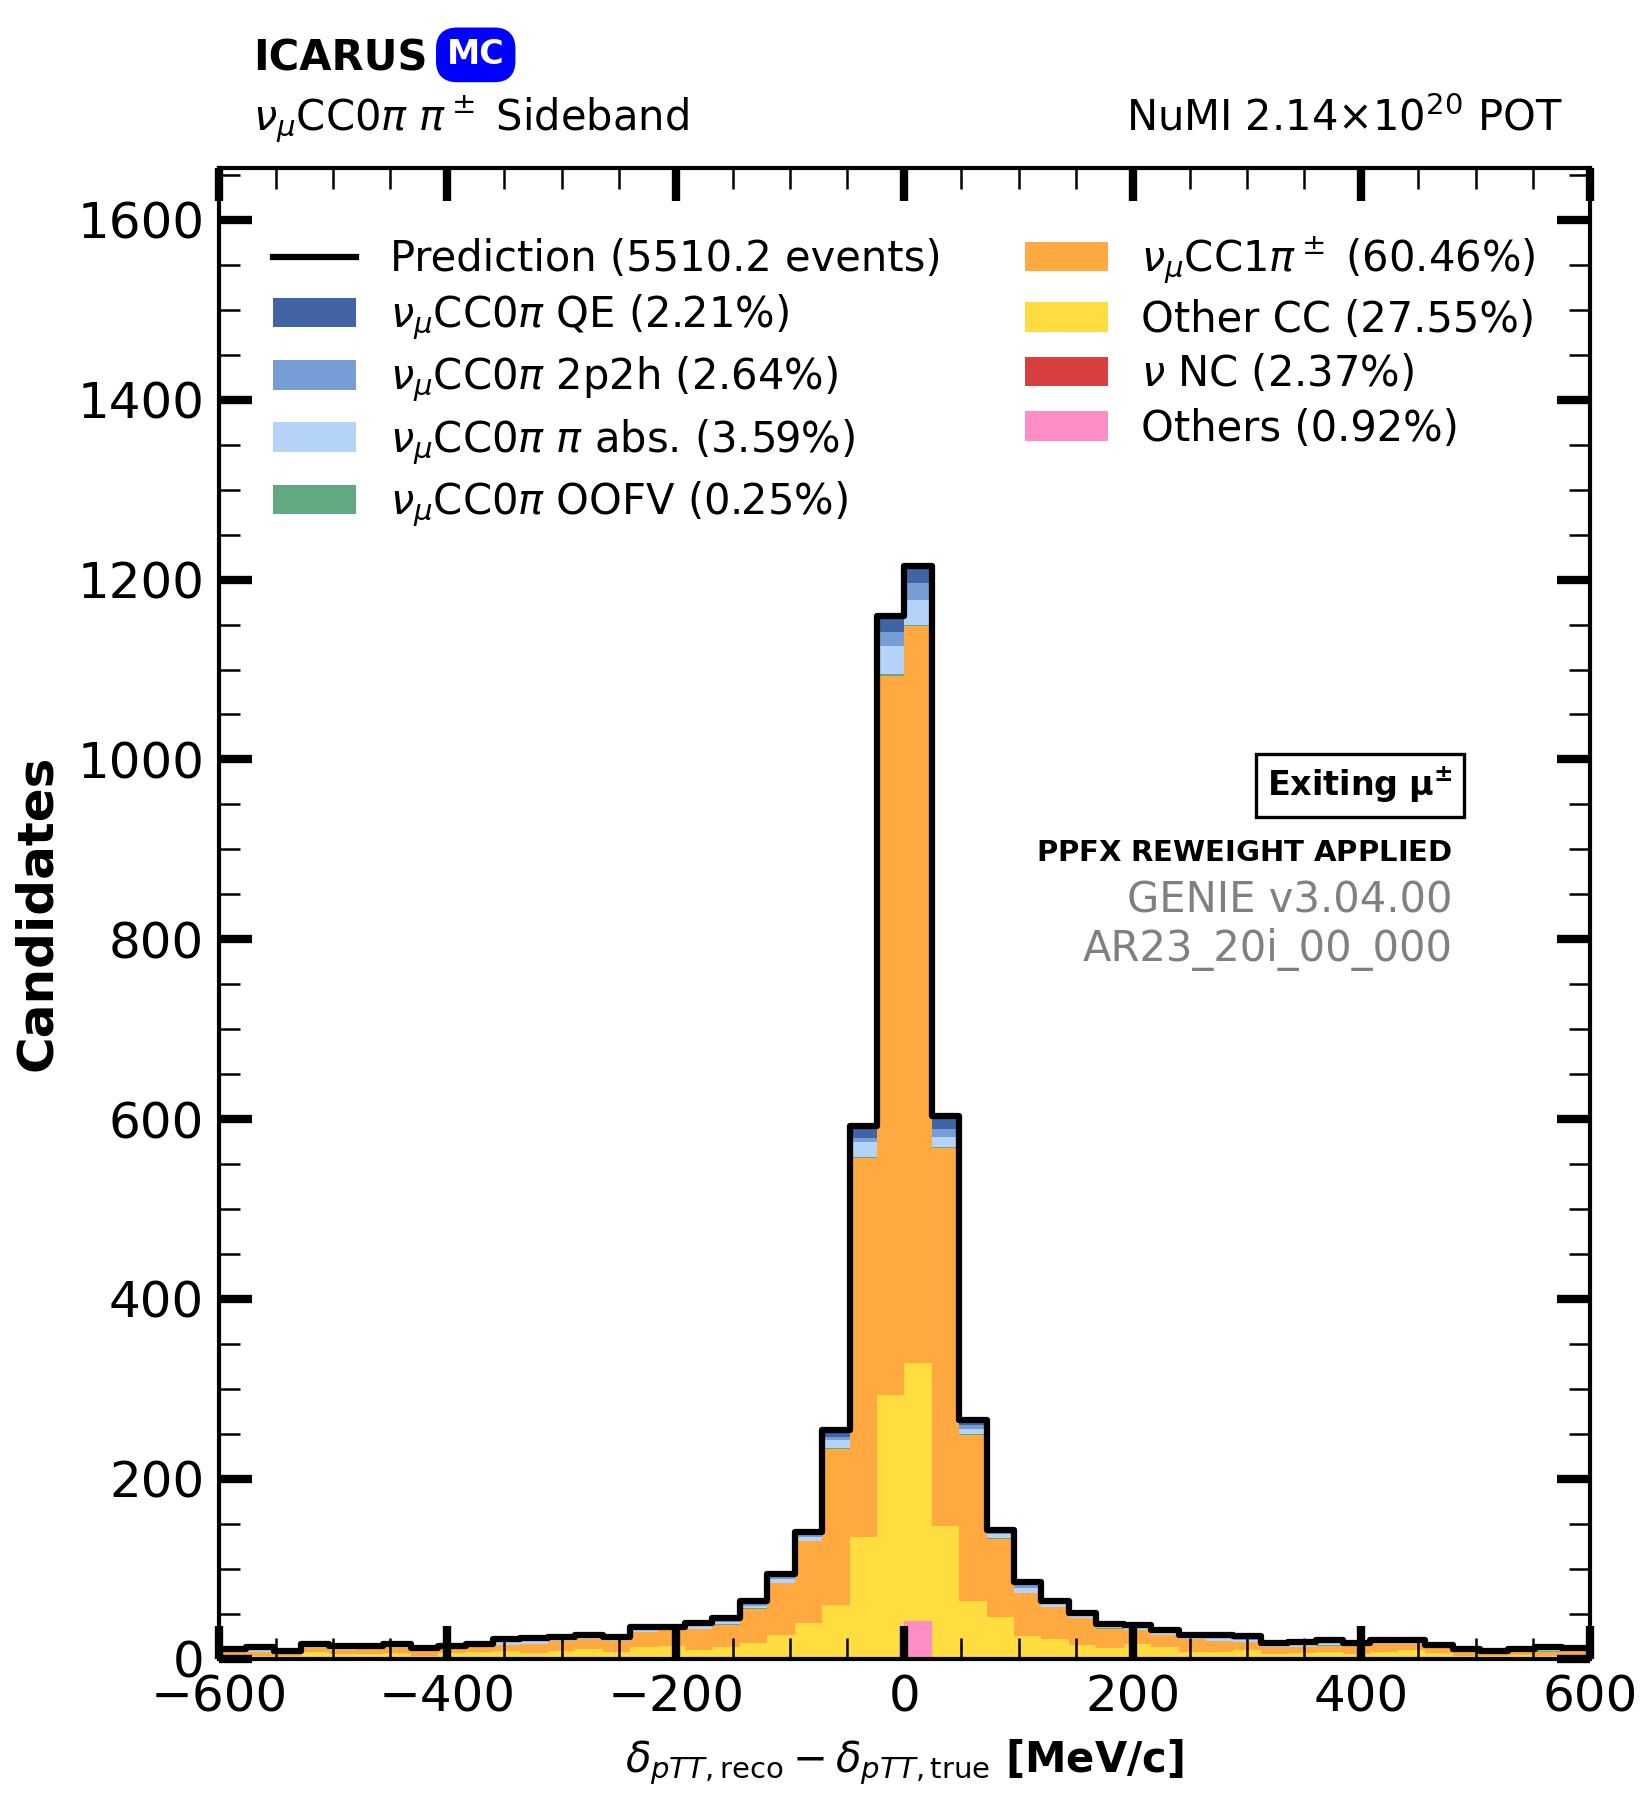 ICARUS MC
νμCC0π π± Sideband
NuMI 2.14×10²⁰ POT
Prediction (5510.2 events)
νμCC0π QE (2.21%)
νμCC0π 2p2h (2.64%)
νμCC0π π abs. (3.59%)
νμCC0π OOFV (0.25%)
νμCC1π± (60.46%)
Other CC (27.55%)
ν NC (2.37%)
Others (0.92%)
Exiting μ±
PPFX REWEIGHT APPLIED
GENIE v3.04.00
AR23_20i_00_000
Candidates
1600
1400
1200
1000
800
600
400
200
0
−600 −400 −200 0 200 400 600
δpTT,reco − δpTT,true [MeV/c]